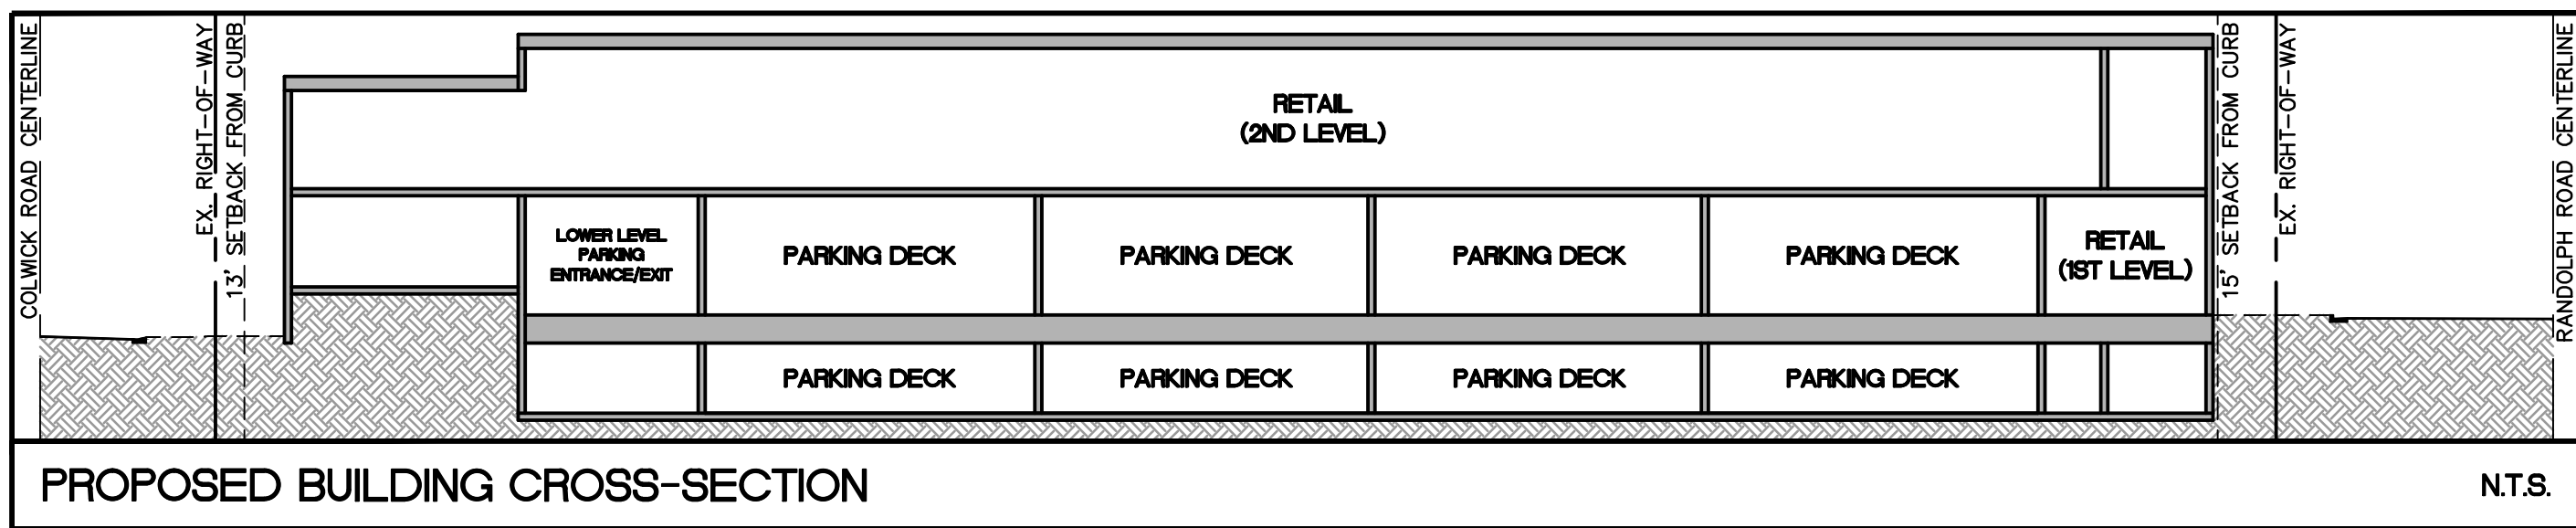 COLWICK ROAD CENTERLINE
EX. RIGHT-OF-WAY
13' SETBACK FROM CURB
RETAIL
(2ND LEVEL)
LOWER LEVEL
PARKING
ENTRANCE/EXIT
PARKING DECK
PARKING DECK
PARKING DECK
PARKING DECK
RETAIL
(1ST LEVEL)
PARKING DECK
PARKING DECK
PARKING DECK
PARKING DECK
15' SETBACK FROM CURB
EX. RIGHT-OF-WAY
RANDOLPH ROAD CENTERLINE
PROPOSED BUILDING CROSS-SECTION
N.T.S.